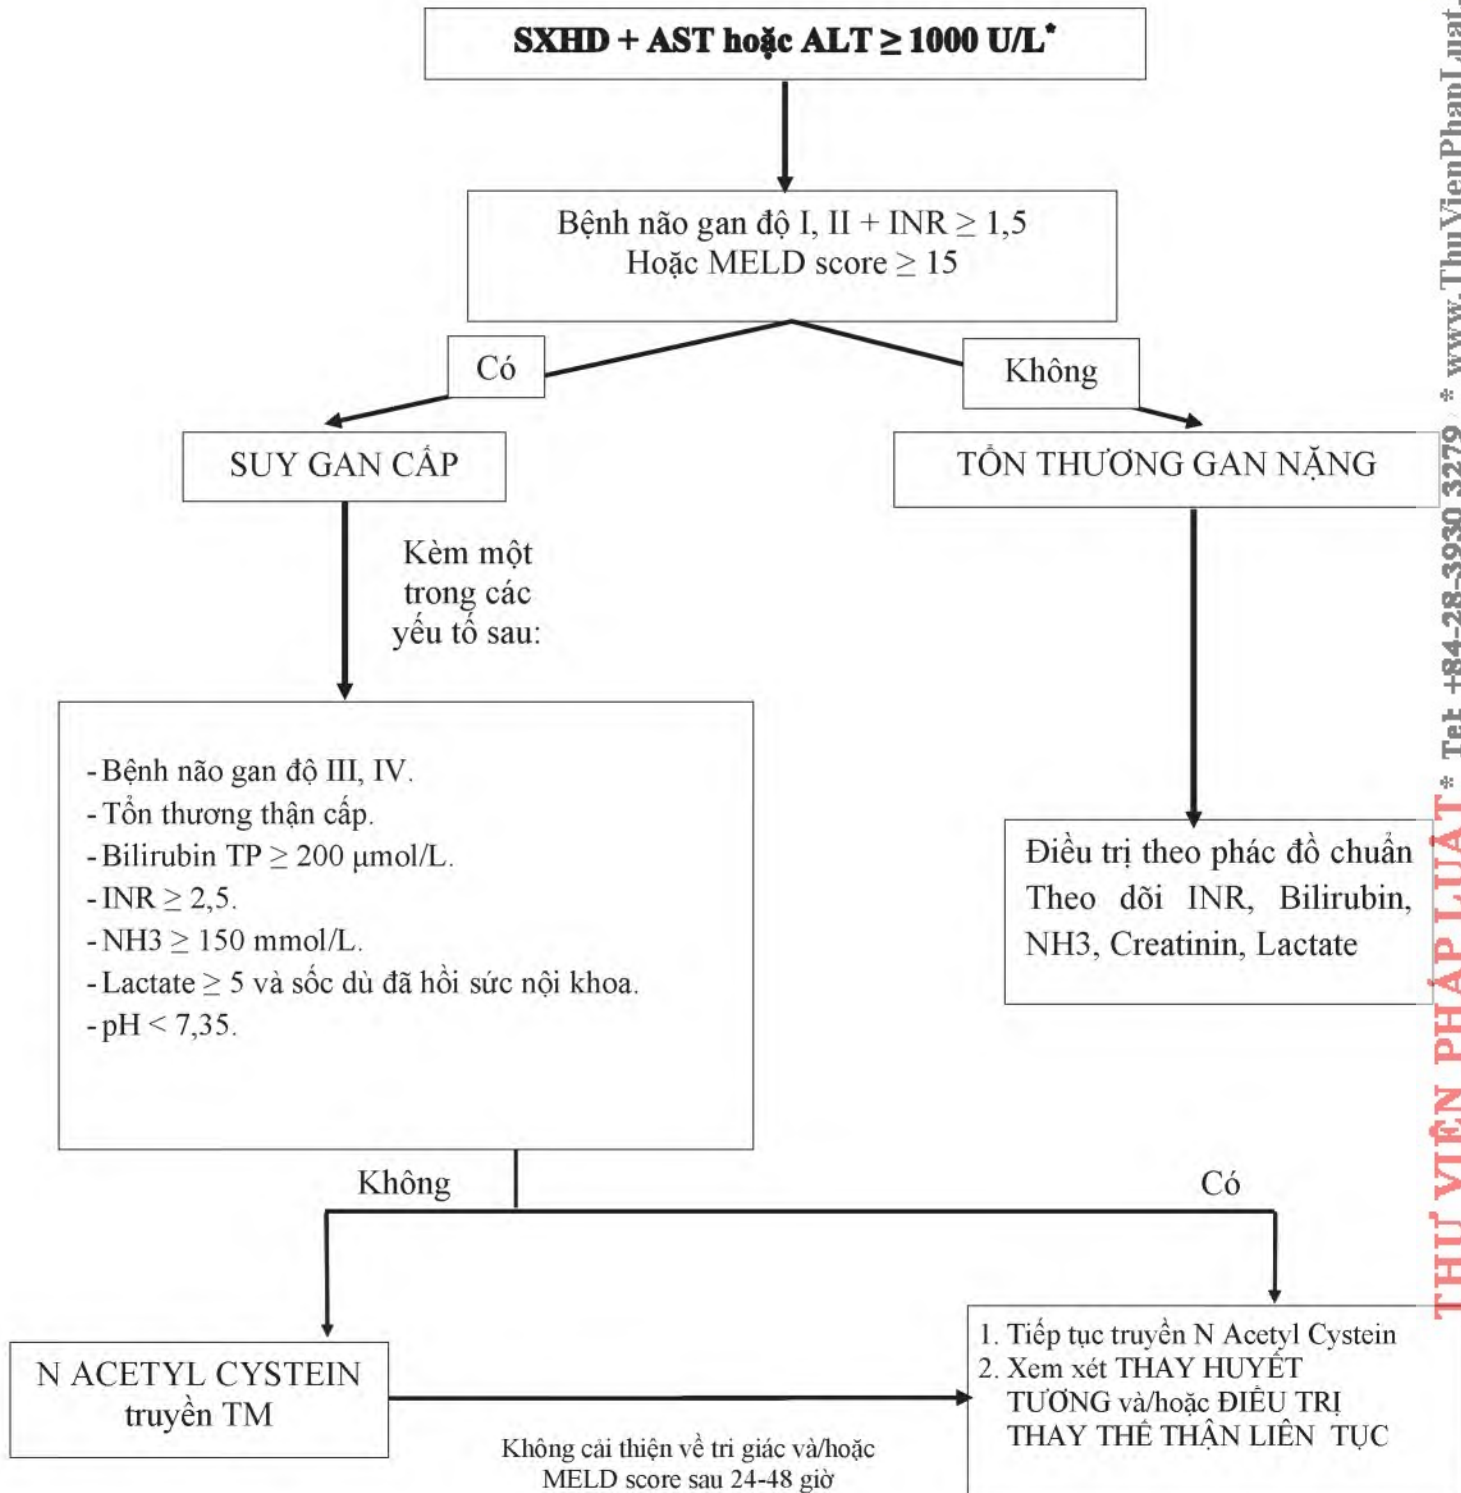 SXHD + AST hoặc ALT ≥ 1000 U/L*
Bệnh não gan độ I, II + INR ≥ 1,5
Hoặc MELD score ≥ 15
Có
Không
SUY GAN CẤP
TỔN THƯƠNG GAN NẶNG
Kèm một
trong các
yếu tố sau:
-Bệnh não gan độ III, IV.
-Tổn thương thận cấp.
-Bilirubin TP ≥ 200 μmol/L.
-INR ≥ 2,5.
-NH3 ≥ 150 mmol/L.
-Lactate ≥ 5 và sốc dù đã hồi sức nội khoa.
-pH < 7,35.
Điều trị theo phác đồ chuẩn
Theo dõi INR, Bilirubin,
NH3, Creatinin, Lactate
Không
Có
N ACETYL CYSTEIN
truyền TM
Không cải thiện về tri giác và/hoặc
MELD score sau 24-48 giờ
1. Tiếp tục truyền N Acetyl Cystein
2. Xem xét THAY HUYẾT
TƯƠNG và/hoặc ĐIỀU TRỊ
THAY THẾ THẬN LIÊN TỤC
THƯ VIỆN PHÁP LUẬT * Tel: +84-28-3930 3279 * www.ThuVienPhapLuat.